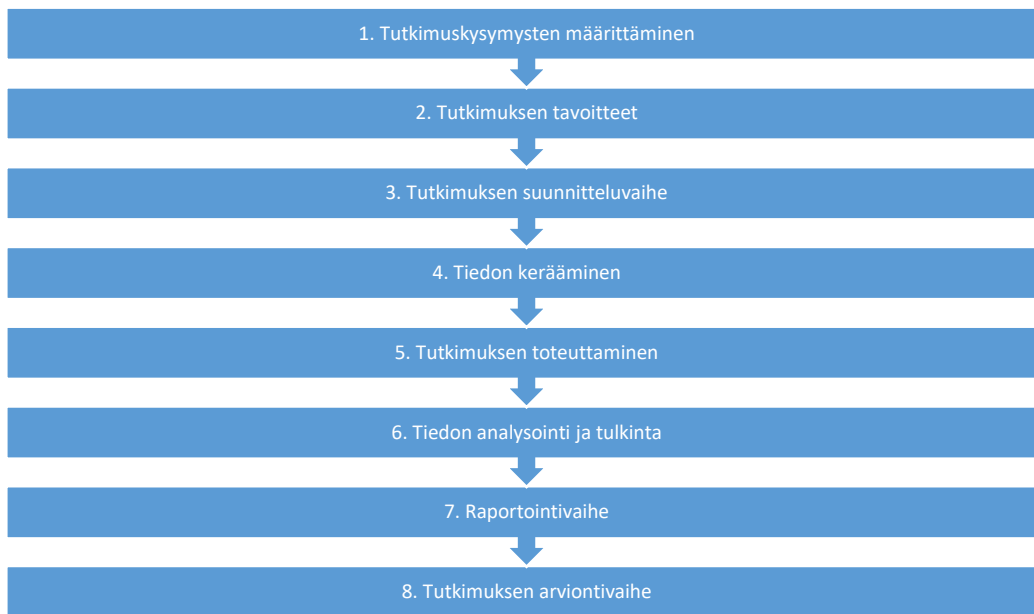 1. Tutkimuskysymysten määrittäminen
2. Tutkimuksen tavoitteet
3. Tutkimuksen suunnitteluvaihe
4. Tiedon kerääminen
5. Tutkimuksen toteuttaminen
6. Tiedon analysointi ja tulkinta
7. Raportointivaihe
8. Tutkimuksen arviontivaihe